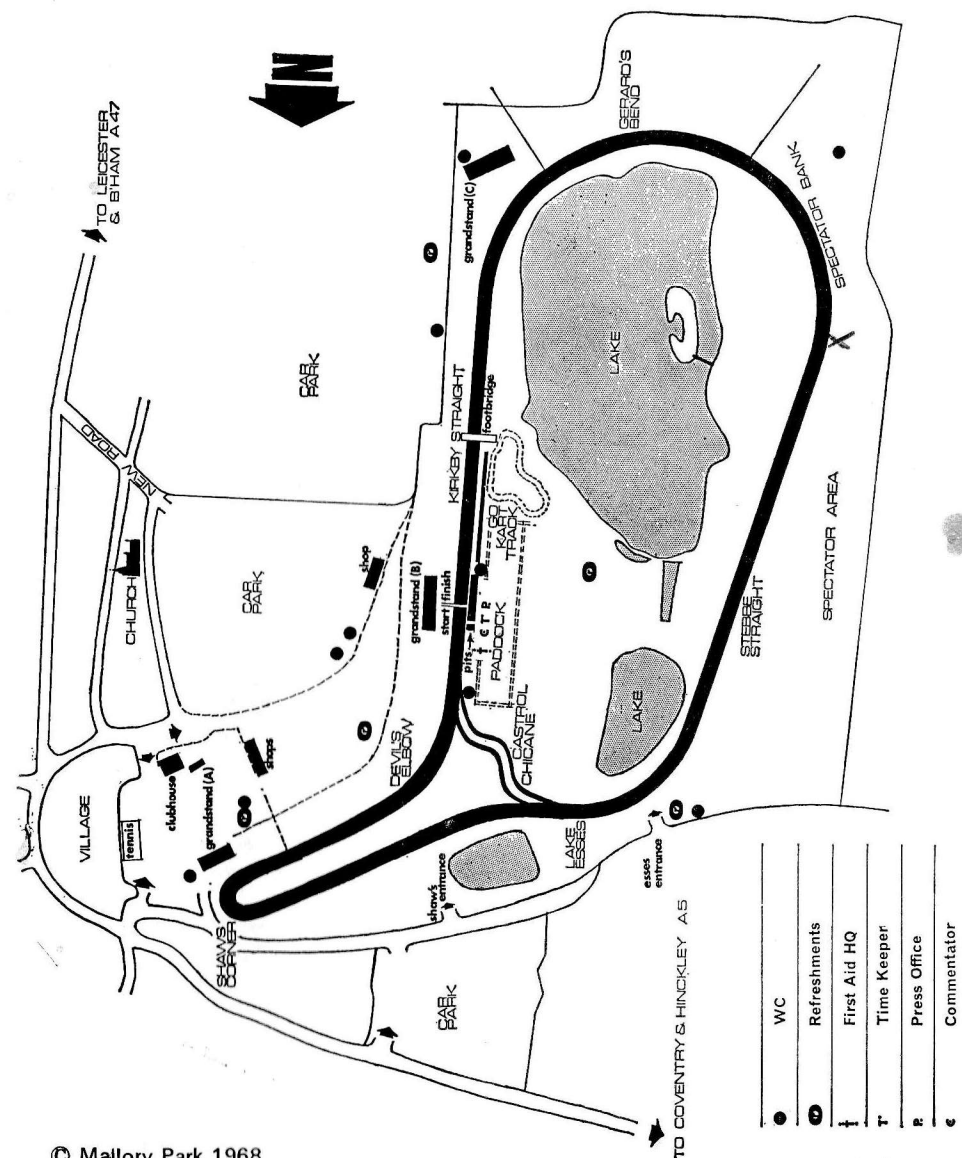 N
TO LEICESTER
& B'HAM A47
NEW ROAD
CHURCH
VILLAGE
tennis
clubhouse
grandstand (A)
shops
CAR
PARK
shop
CAR
PARK
grandstand (C)
GERARD'S
BEND
SPECTATOR BANK
X
LAKE
KIRKBY STRAIGHT
footbridge
GO
KART
TRACK
grandstand (B)
start finish
pits
† C T P.
PADDOCK
CASTROL
CHICANE
DEVIL'S
ELBOW
STEBBE
STRAIGHT
SPECTATOR AREA
LAKE
LAKE
ESSES
esses
entrance
shaw's
entrance
SHAWS
CORNER
CAR
PARK
TO COVENTRY & HINCKLEY A5
WC
Refreshments
† First Aid HQ
T Time Keeper
P. Press Office
C Commentator
© Mallory Park 1968